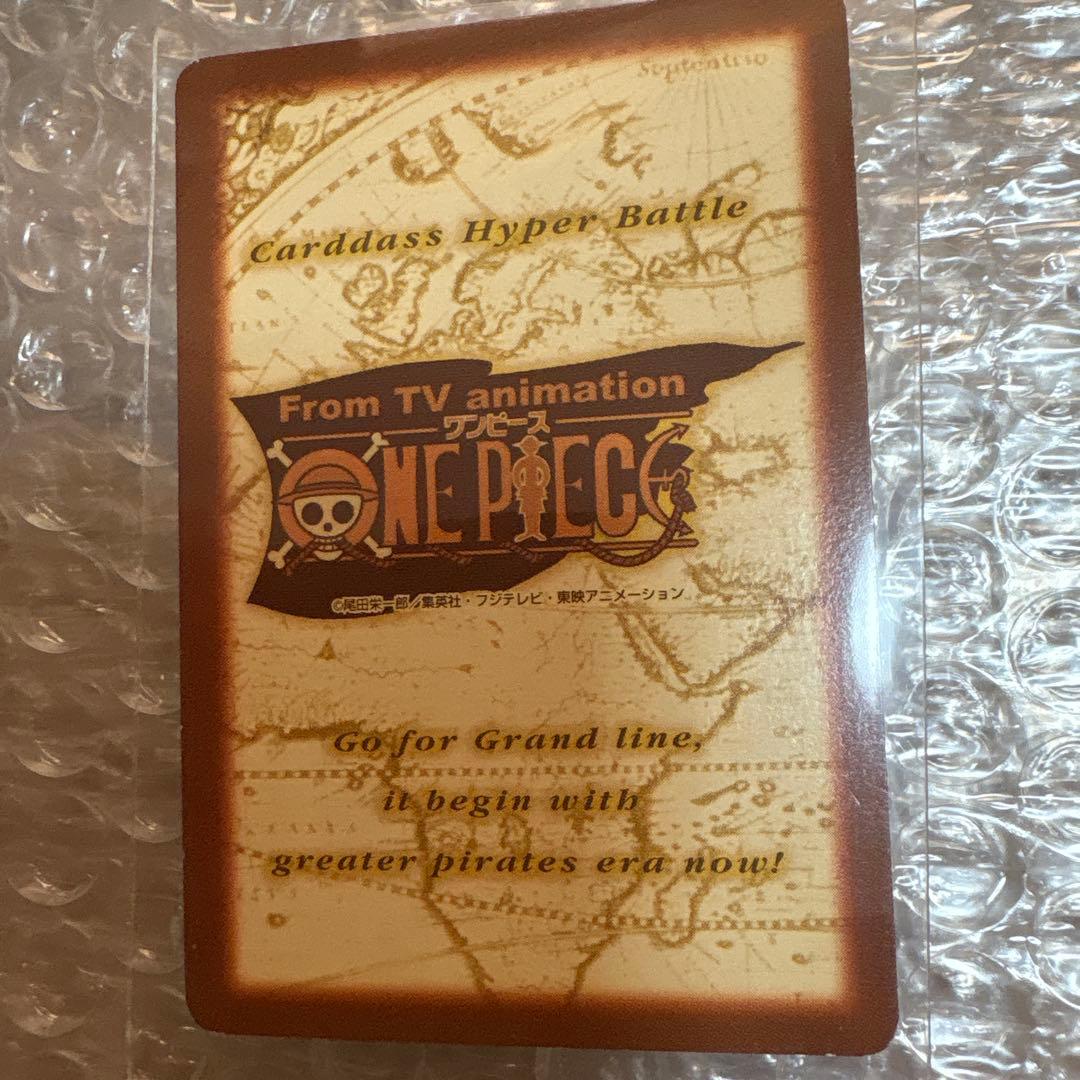 Septentrio
Carddass Hyper Battle
From TV animation
ワンピース
ONE PIECE
©尾田栄一郎／集英社・フジテレビ・東映アニメーション
Go for Grand line,
it begin with
greater pirates era now!